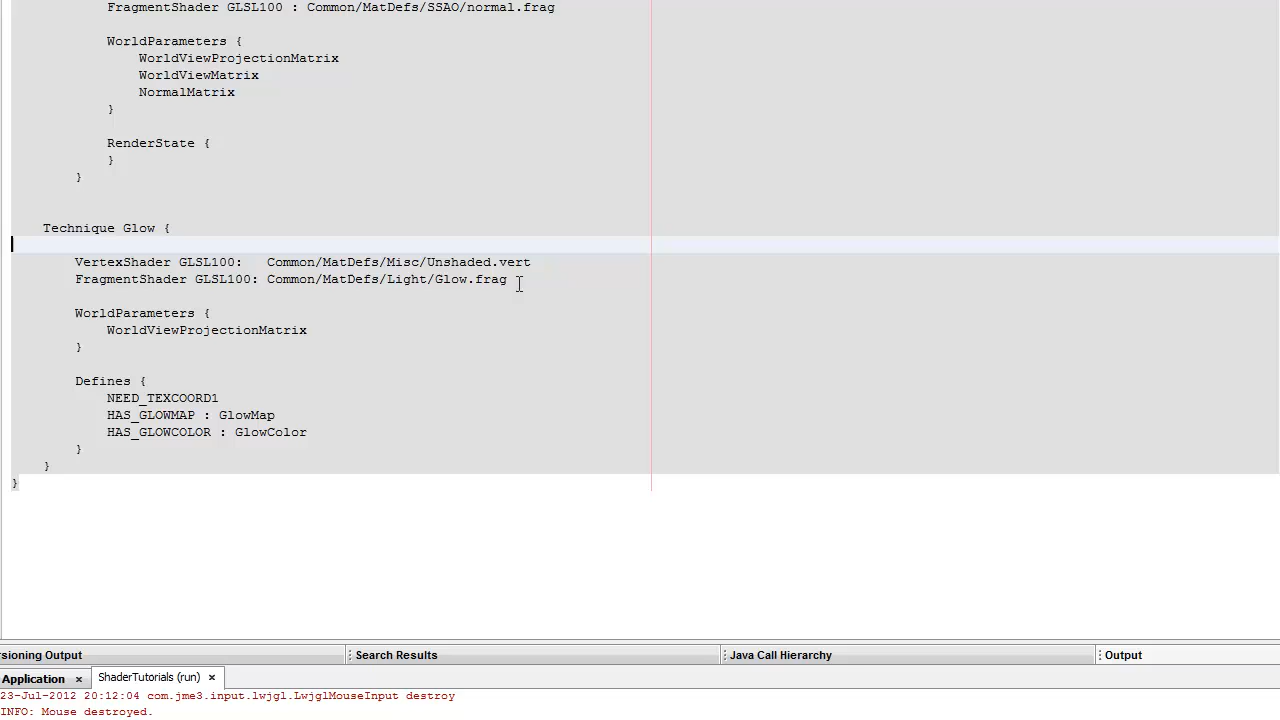 FragmentShader GLSL100 : Common/MatDefs/SSAO/normal.frag
WorldParameters {
WorldViewProjectionMatrix
WorldViewMatrix
NormalMatrix
}
RenderState {
}
}
Technique Glow {
VertexShader GLSL100:   Common/MatDefs/Misc/Unshaded.vert
FragmentShader GLSL100: Common/MatDefs/Light/Glow.frag
WorldParameters {
WorldViewProjectionMatrix
}
Defines {
NEED_TEXCOORD1
HAS_GLOWMAP : GlowMap
HAS_GLOWCOLOR : GlowColor
}
}
}
rsioning Output Search Results Java Call Hierarchy Output
Application × ShaderTutorials (run) ×
23-Jul-2012 20:12:04 com.jme3.input.lwjgl.LwjglMouseInput destroy
INFO: Mouse destroyed.